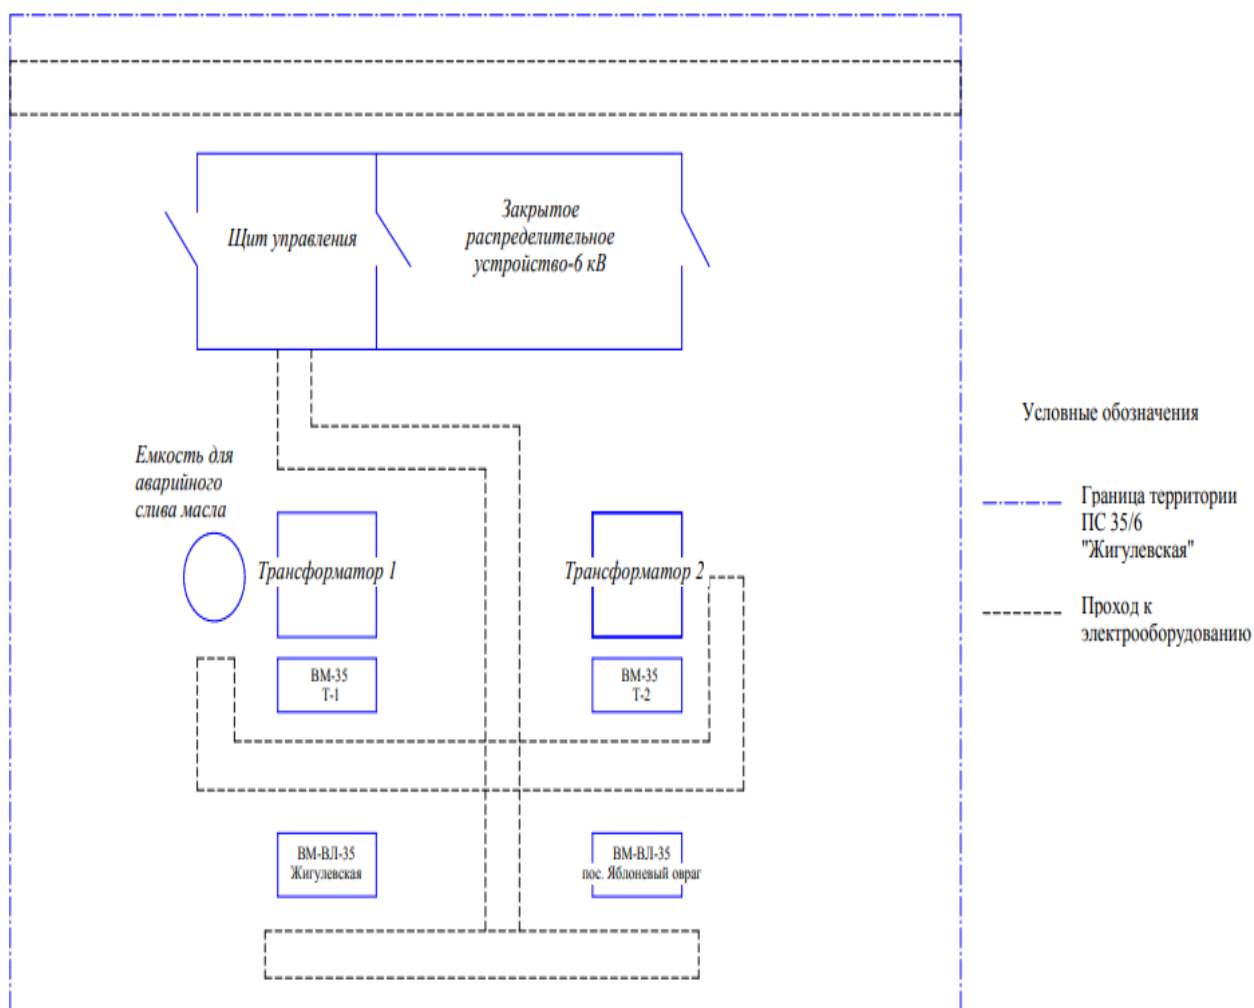 Щит управления
Закрытое
распределительное
устройство-6 кВ
Емкость для
аварийного
слива масла
Трансформатор 1
Трансформатор 2
ВМ-35
Т-1
ВМ-35
Т-2
ВМ-ВЛ-35
Жигулевская
ВМ-ВЛ-35
пос. Яблоневый овраг
Условные обозначения
Граница территории
ПС 35/6
"Жигулевская"
Проход к
электрооборудованию